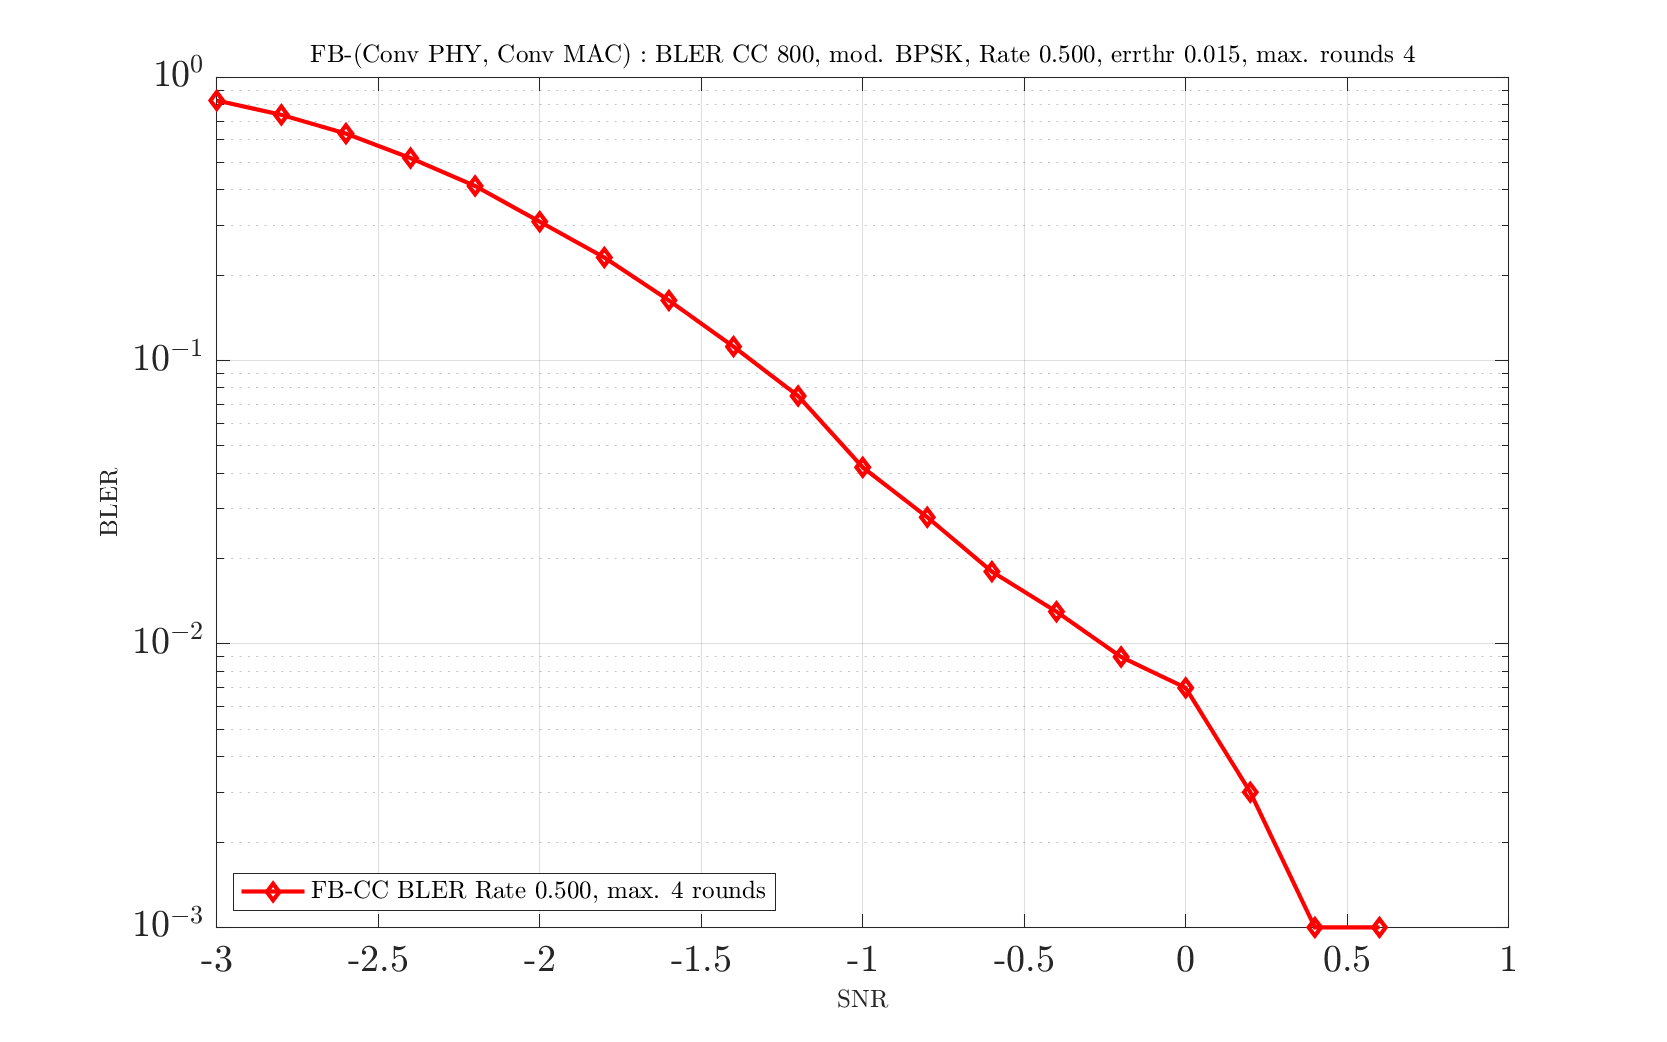 FB-(Conv PHY, Conv MAC) : BLER CC 800, mod. BPSK, Rate 0.500, errthr 0.015, max. rounds 4
10^0
10^{-1}
10^{-2}
10^{-3}
BLER
FB-CC BLER Rate 0.500, max. 4 rounds
-3 -2.5 -2 -1.5 -1 -0.5 0 0.5 1
SNR